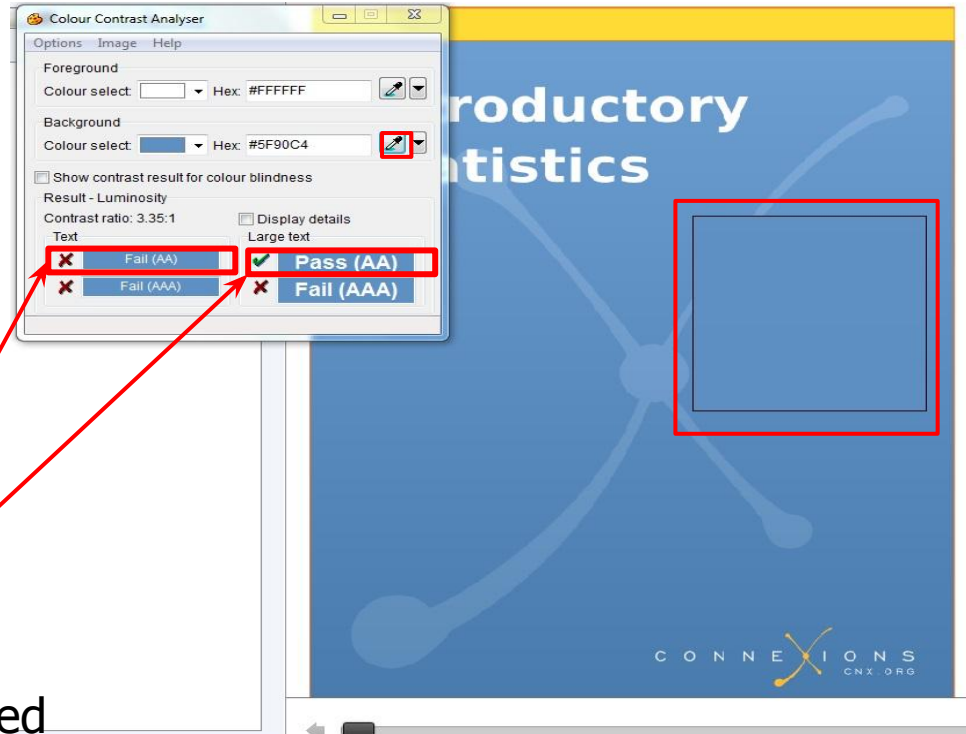 Colour Contrast Analyser
Options Image Help
Foreground
Colour select: Hex: #FFFFFF
Background
Colour select: Hex: #5F90C4
Show contrast result for colour blindness
Result - Luminosity
Contrast ratio: 3.35:1 Display details
Text Large text
Fail (AA) Pass (AA)
Fail (AAA) Fail (AAA)
roductory
tistics
CONNEXIONS
CNX.ORG
ed